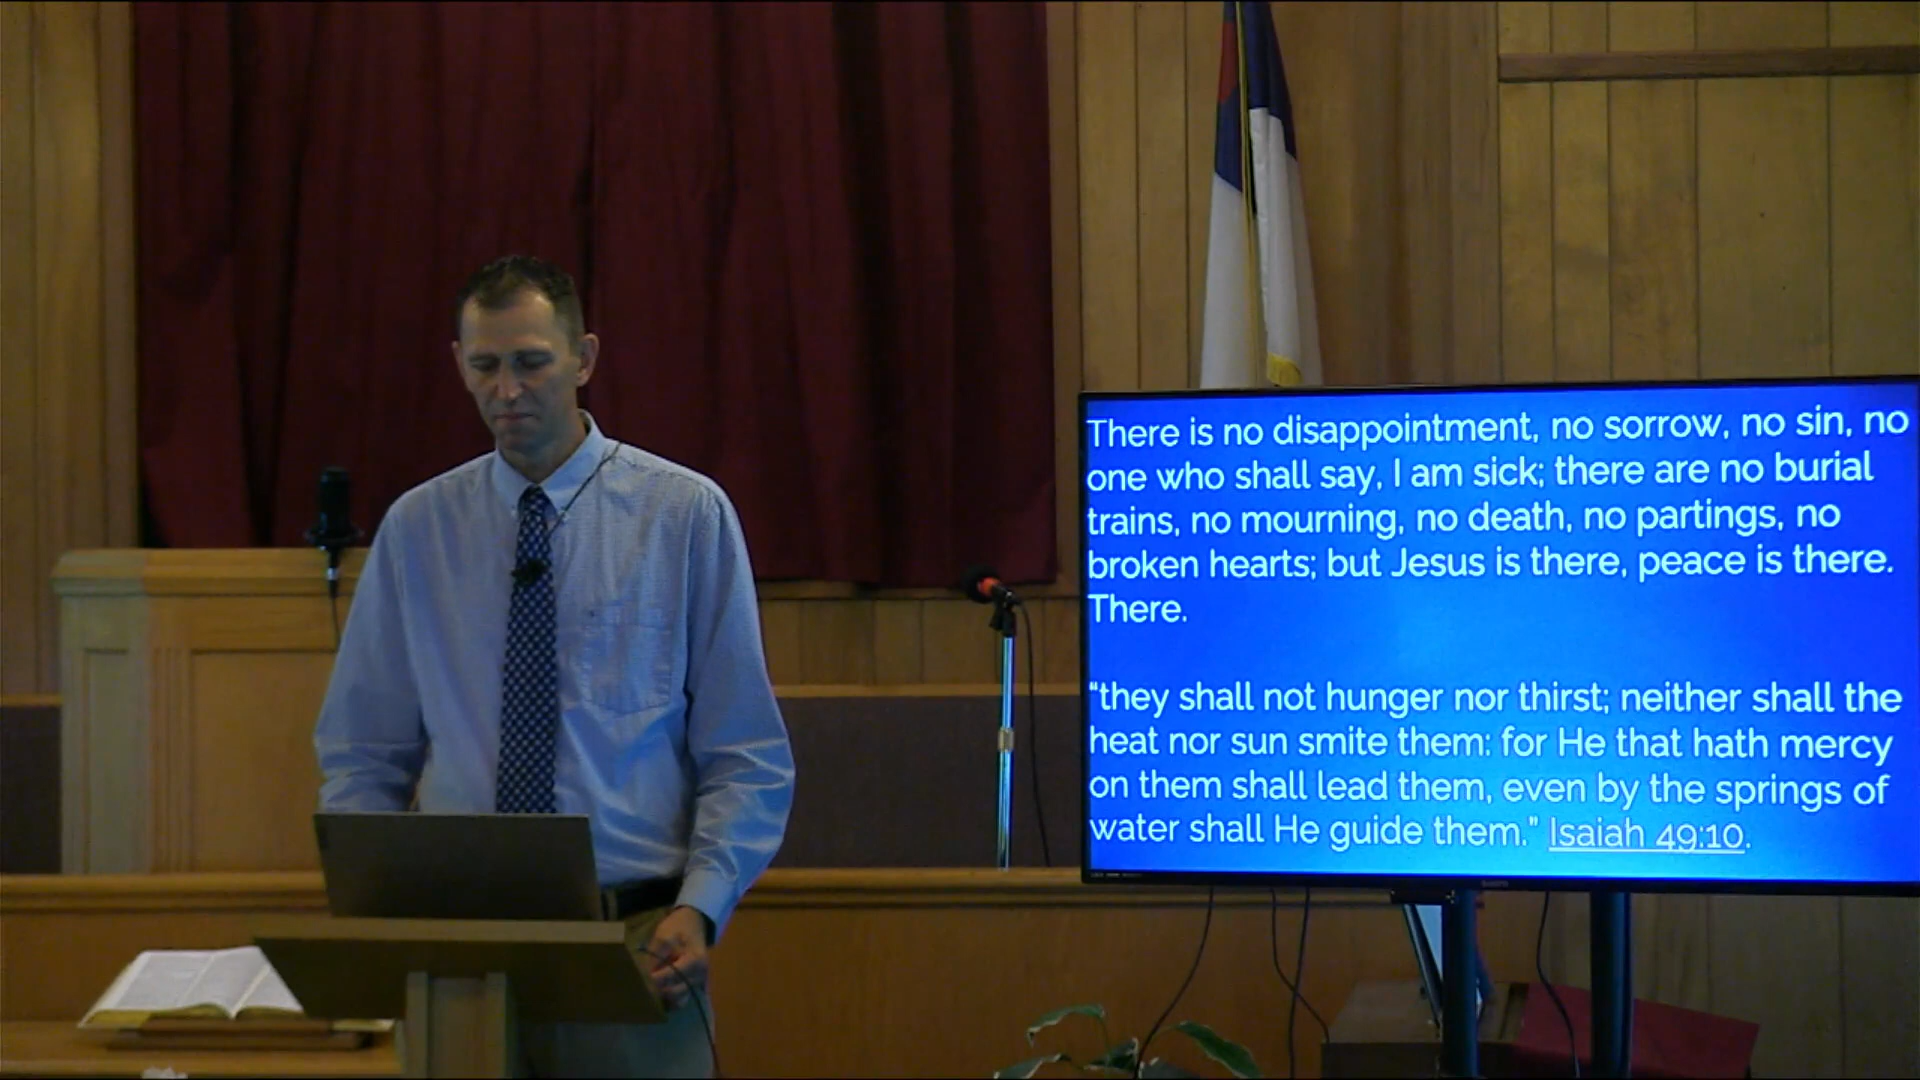 There is no disappointment, no sorrow, no sin, no
one who shall say, I am sick; there are no burial
trains, no mourning, no death, no partings, no
broken hearts; but Jesus is there, peace is there.
There.
“they shall not hunger nor thirst; neither shall the
heat nor sun smite them: for He that hath mercy
on them shall lead them, even by the springs of
water shall He guide them.” Isaiah 49:10.